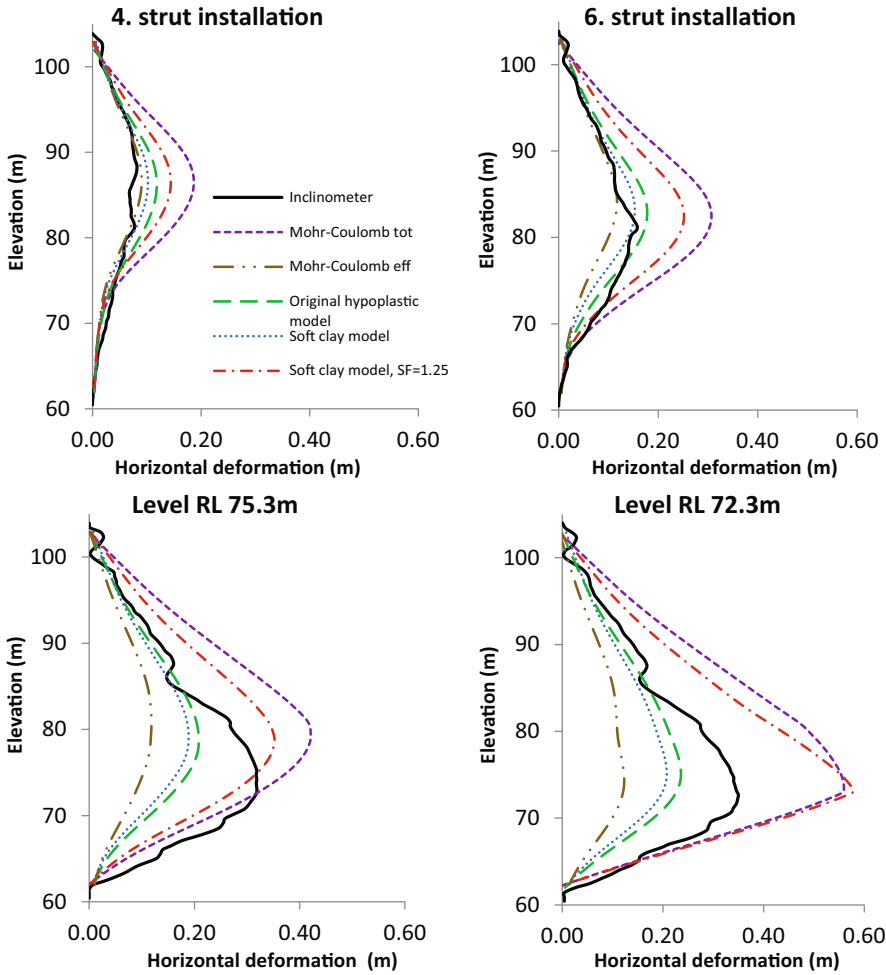 4. strut installation
6. strut installation
100
90
80
70
60
Elevation (m)
0.00 0.20 0.40 0.60
Horizontal deformation (m)
Inclinometer
Mohr-Coulomb tot
Mohr-Coulomb eff
Original hypoplastic
model
Soft clay model
Soft clay model, SF=1.25
100
90
80
70
60
Elevation (m)
0.00 0.20 0.40 0.60
Horizontal deformation (m)
Level RL 75.3m
Level RL 72.3m
100
90
80
70
60
Elevation (m)
0.00 0.20 0.40 0.60
Horizontal deformation (m)
100
90
80
70
60
Elevation (m)
0.00 0.20 0.40 0.60
Horizontal deformation (m)